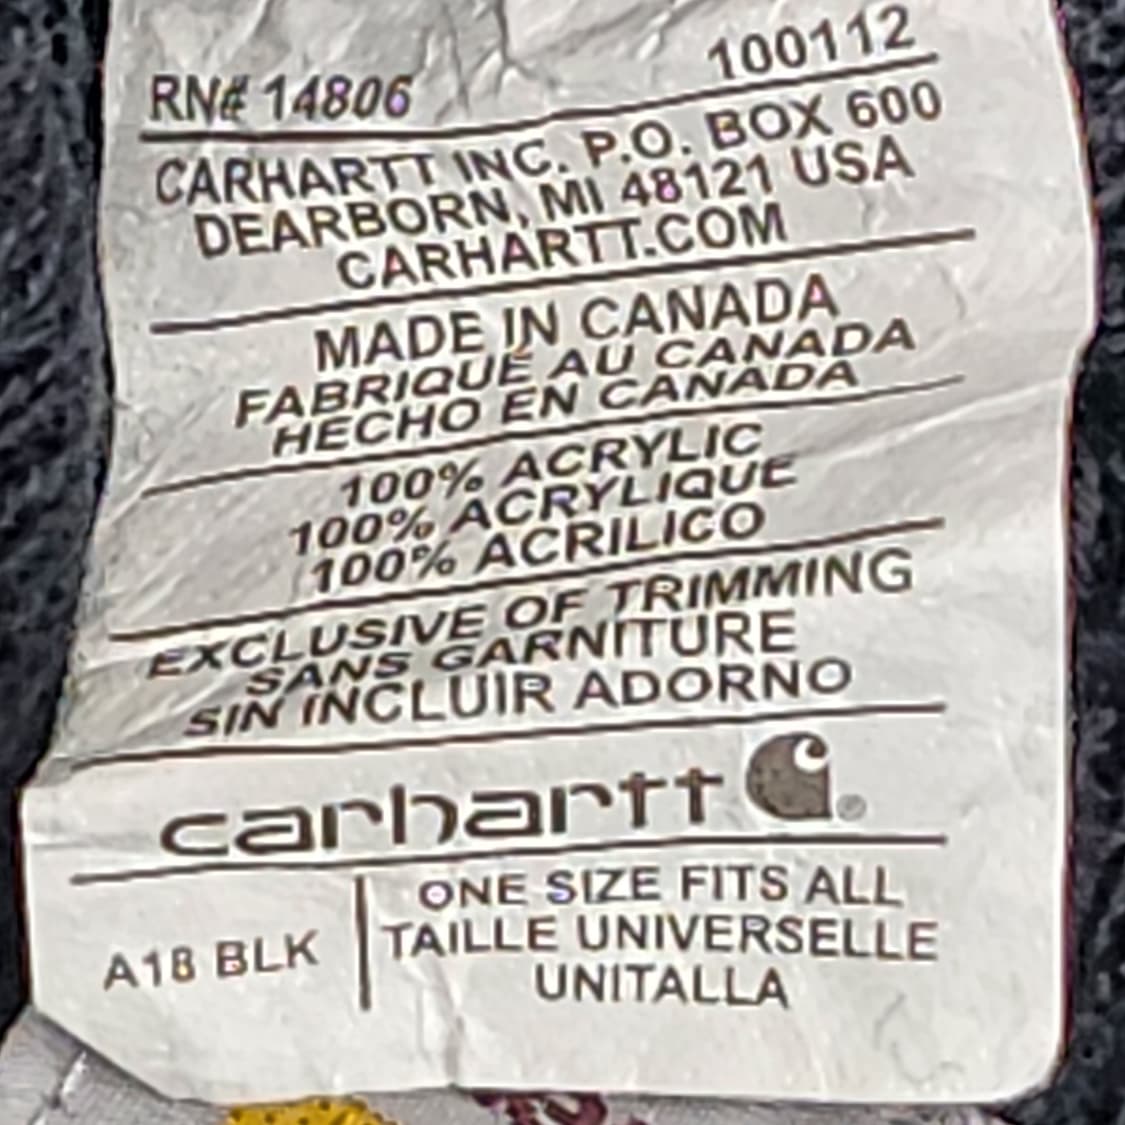 RN# 14806 100112
CARHARTT INC. P.O. BOX 600
DEARBORN, MI 48121 USA
CARHARTT.COM
MADE IN CANADA
FABRIQUÉ AU CANADA
HECHO EN CANADA
100% ACRYLIC
100% ACRYLIQUE
100% ACRILICO
EXCLUSIVE OF TRIMMING
SANS GARNITURE
SIN INCLUIR ADORNO
carhartt ®
A18 BLK
ONE SIZE FITS ALL
TAILLE UNIVERSELLE
UNITALLA